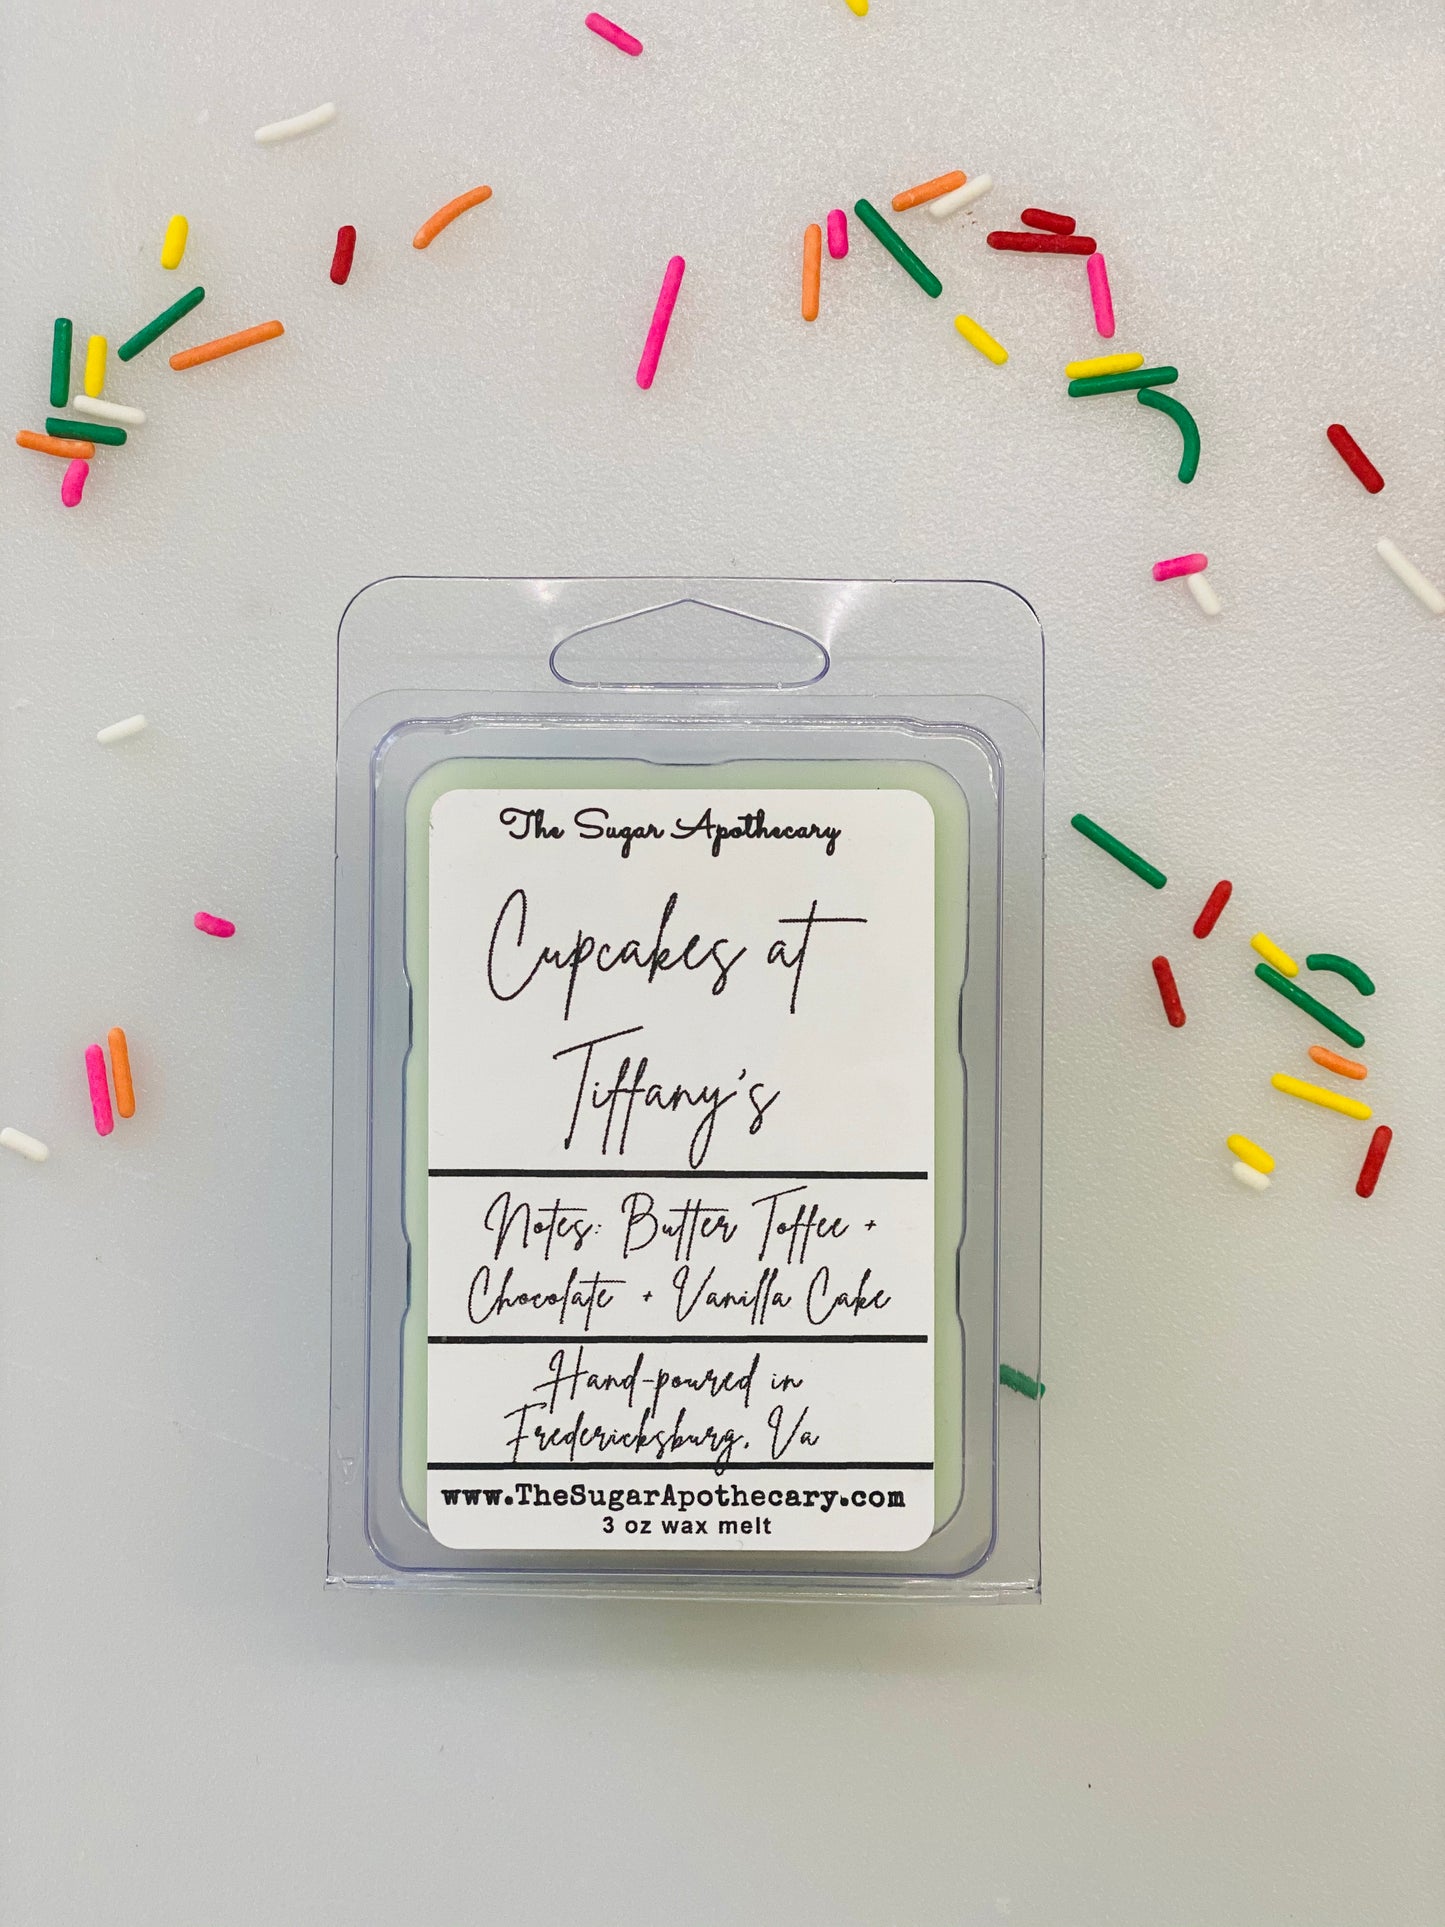 The Sugar Apothecary
Cupcakes at
Tiffany's
Notes: Butter Toffee +
Chocolate + Vanilla Cake
Hand-poured in
Fredericksburg, Va
www.TheSugarApothecary.com
3 oz wax melt